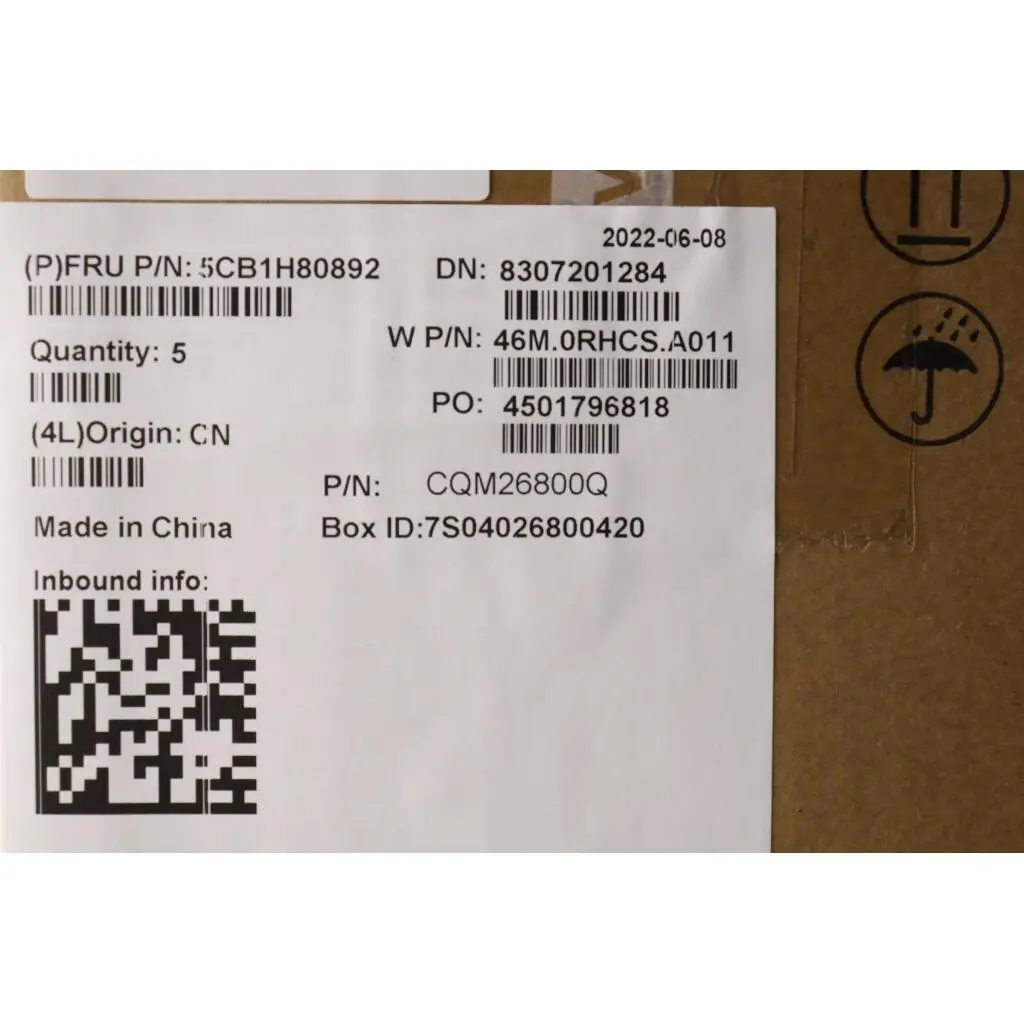 2022-06-08
(P)FRU P/N: 5CB1H80892 DN: 8307201284
W P/N: 46M.0RHCS.A011
Quantity: 5
PO: 4501796818
(4L)Origin: CN
P/N: CQM26800Q
Made in China Box ID:7S04026800420
Inbound info: